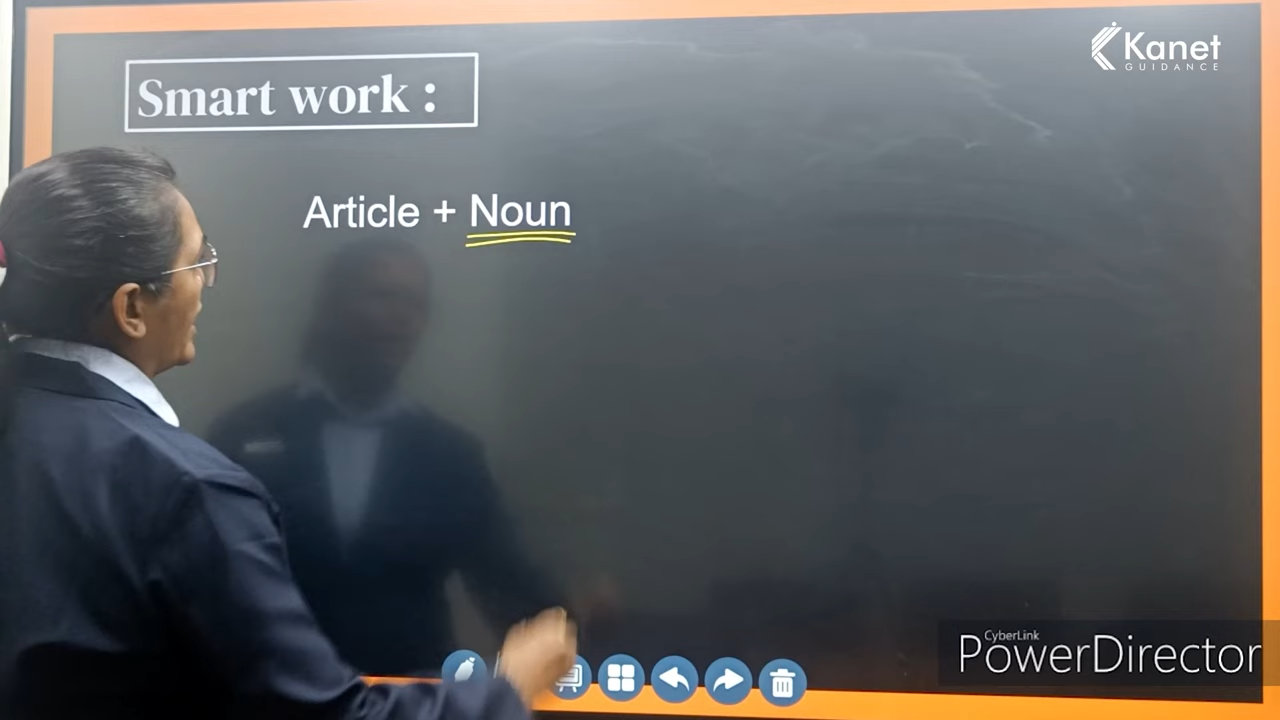 Kanet
GUIDANCE
Smart work :
Article + Noun
CyberLink
PowerDirector